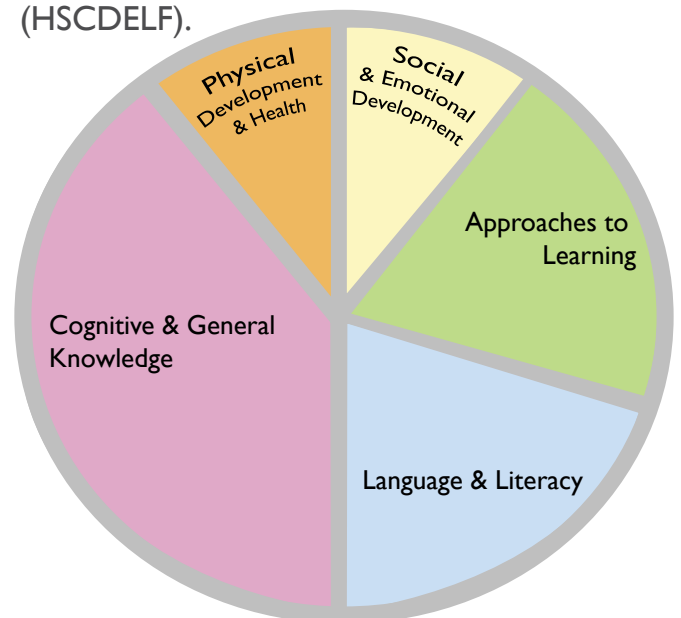 (HSCDELF).
Physical
Development
& Health
Social
& Emotional
Development
Approaches to
Learning
Cognitive & General
Knowledge
Language & Literacy